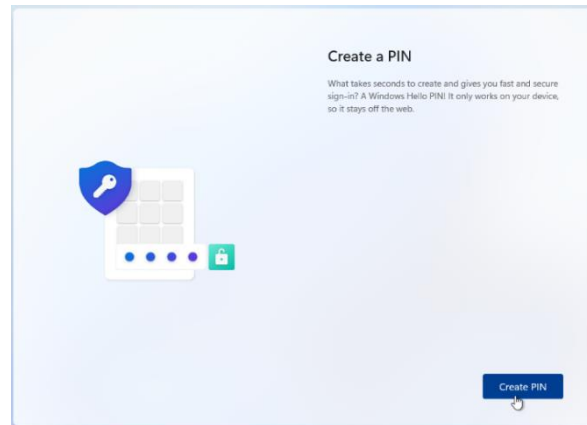 Create a PIN
What takes seconds to create and gives you fast and secure
sign-in? A Windows Hello PIN! It only works on your device,
so it stays off the web.
Create PIN